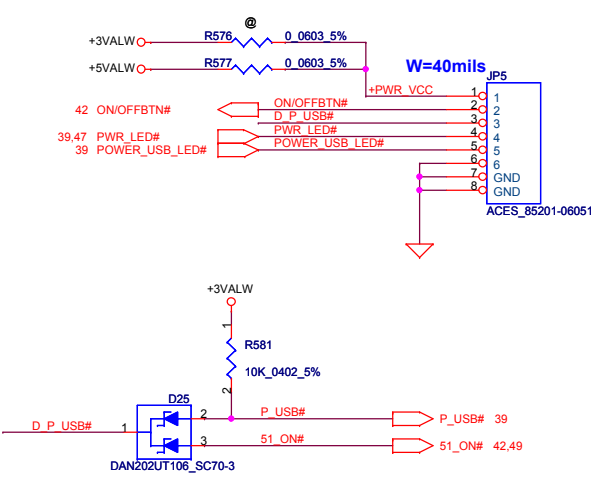 @
+3VALW R576 0_0603_5%
+5VALW R577 0_0603_5%
W=40mils
JP5
+PWR_VCC 1 1
42 ON/OFFBTN# ON/OFFBTN# 2 2
D_P_USB# 3 3
39,47 PWR_LED# PWR_LED# 4 4
39 POWER_USB_LED# POWER_USB_LED# 5 5
6 6
7 GND
8 GND
ACES_85201-06051
+3VALW
1
R581
10K_0402_5%
2
D25
D_P_USB# 1 2 P_USB# P_USB# 39
3 51_ON# 51_ON# 42,49
DAN202UT106_SC70-3